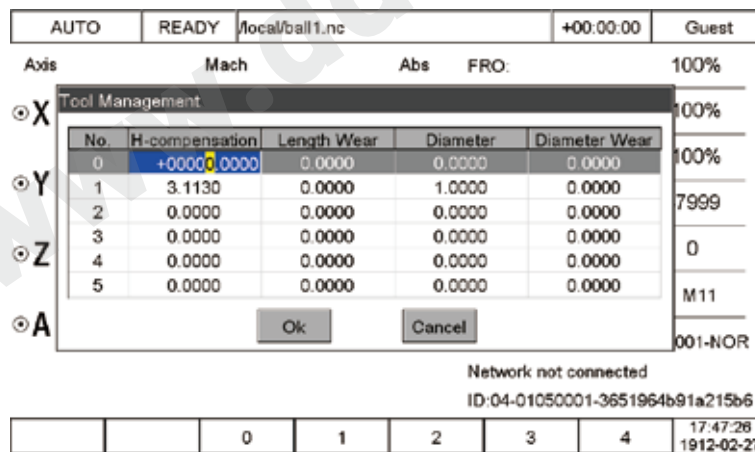 AUTO READY /local/ball1.nc +00:00:00 Guest
Axis Mach Abs FRO: 100%
X 100%
Tool Management
No. H-compensation Length Wear Diameter Diameter Wear
0 +00000.0000 0.0000 0.0000 0.0000 100%
1 3.1130 0.0000 1.0000 0.0000
Y 7999
2 0.0000 0.0000 0.0000 0.0000
3 0.0000 0.0000 0.0000 0.0000
Z 0
4 0.0000 0.0000 0.0000 0.0000
5 0.0000 0.0000 0.0000 0.0000
M11
A Ok Cancel
001-NOR
Network not connected
ID:04-01050001-3651964b91a215b6
0 1 2 3 4 17:47:26
1912-02-27